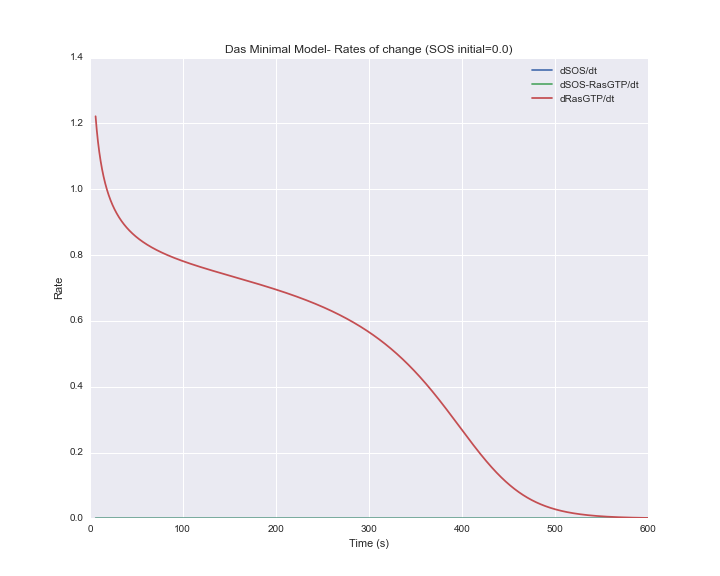 Das Minimal Model- Rates of change (SOS initial=0.0)
1.4
1.2
1.0
0.8
0.6
0.4
0.2
0.0
Rate
dSOS/dt
dSOS-RasGTP/dt
dRasGTP/dt
0 100 200 300 400 500 600
Time (s)